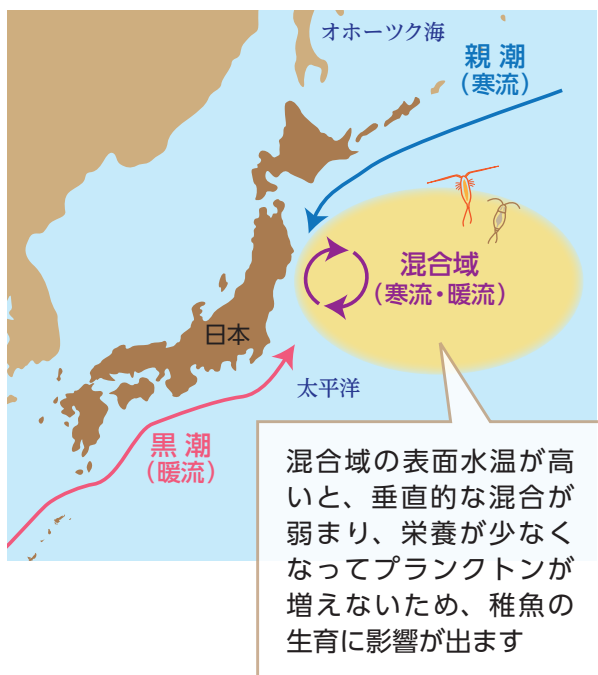 オホーツク海
親潮
(寒流)
混合域
(寒流・暖流)
日本
太平洋
黒潮
(暖流)
混合域の表面水温が高
いと、垂直的な混合が
弱まり、栄養が少なく
なってプランクトンが
増えないため、稚魚の
生育に影響が出ます